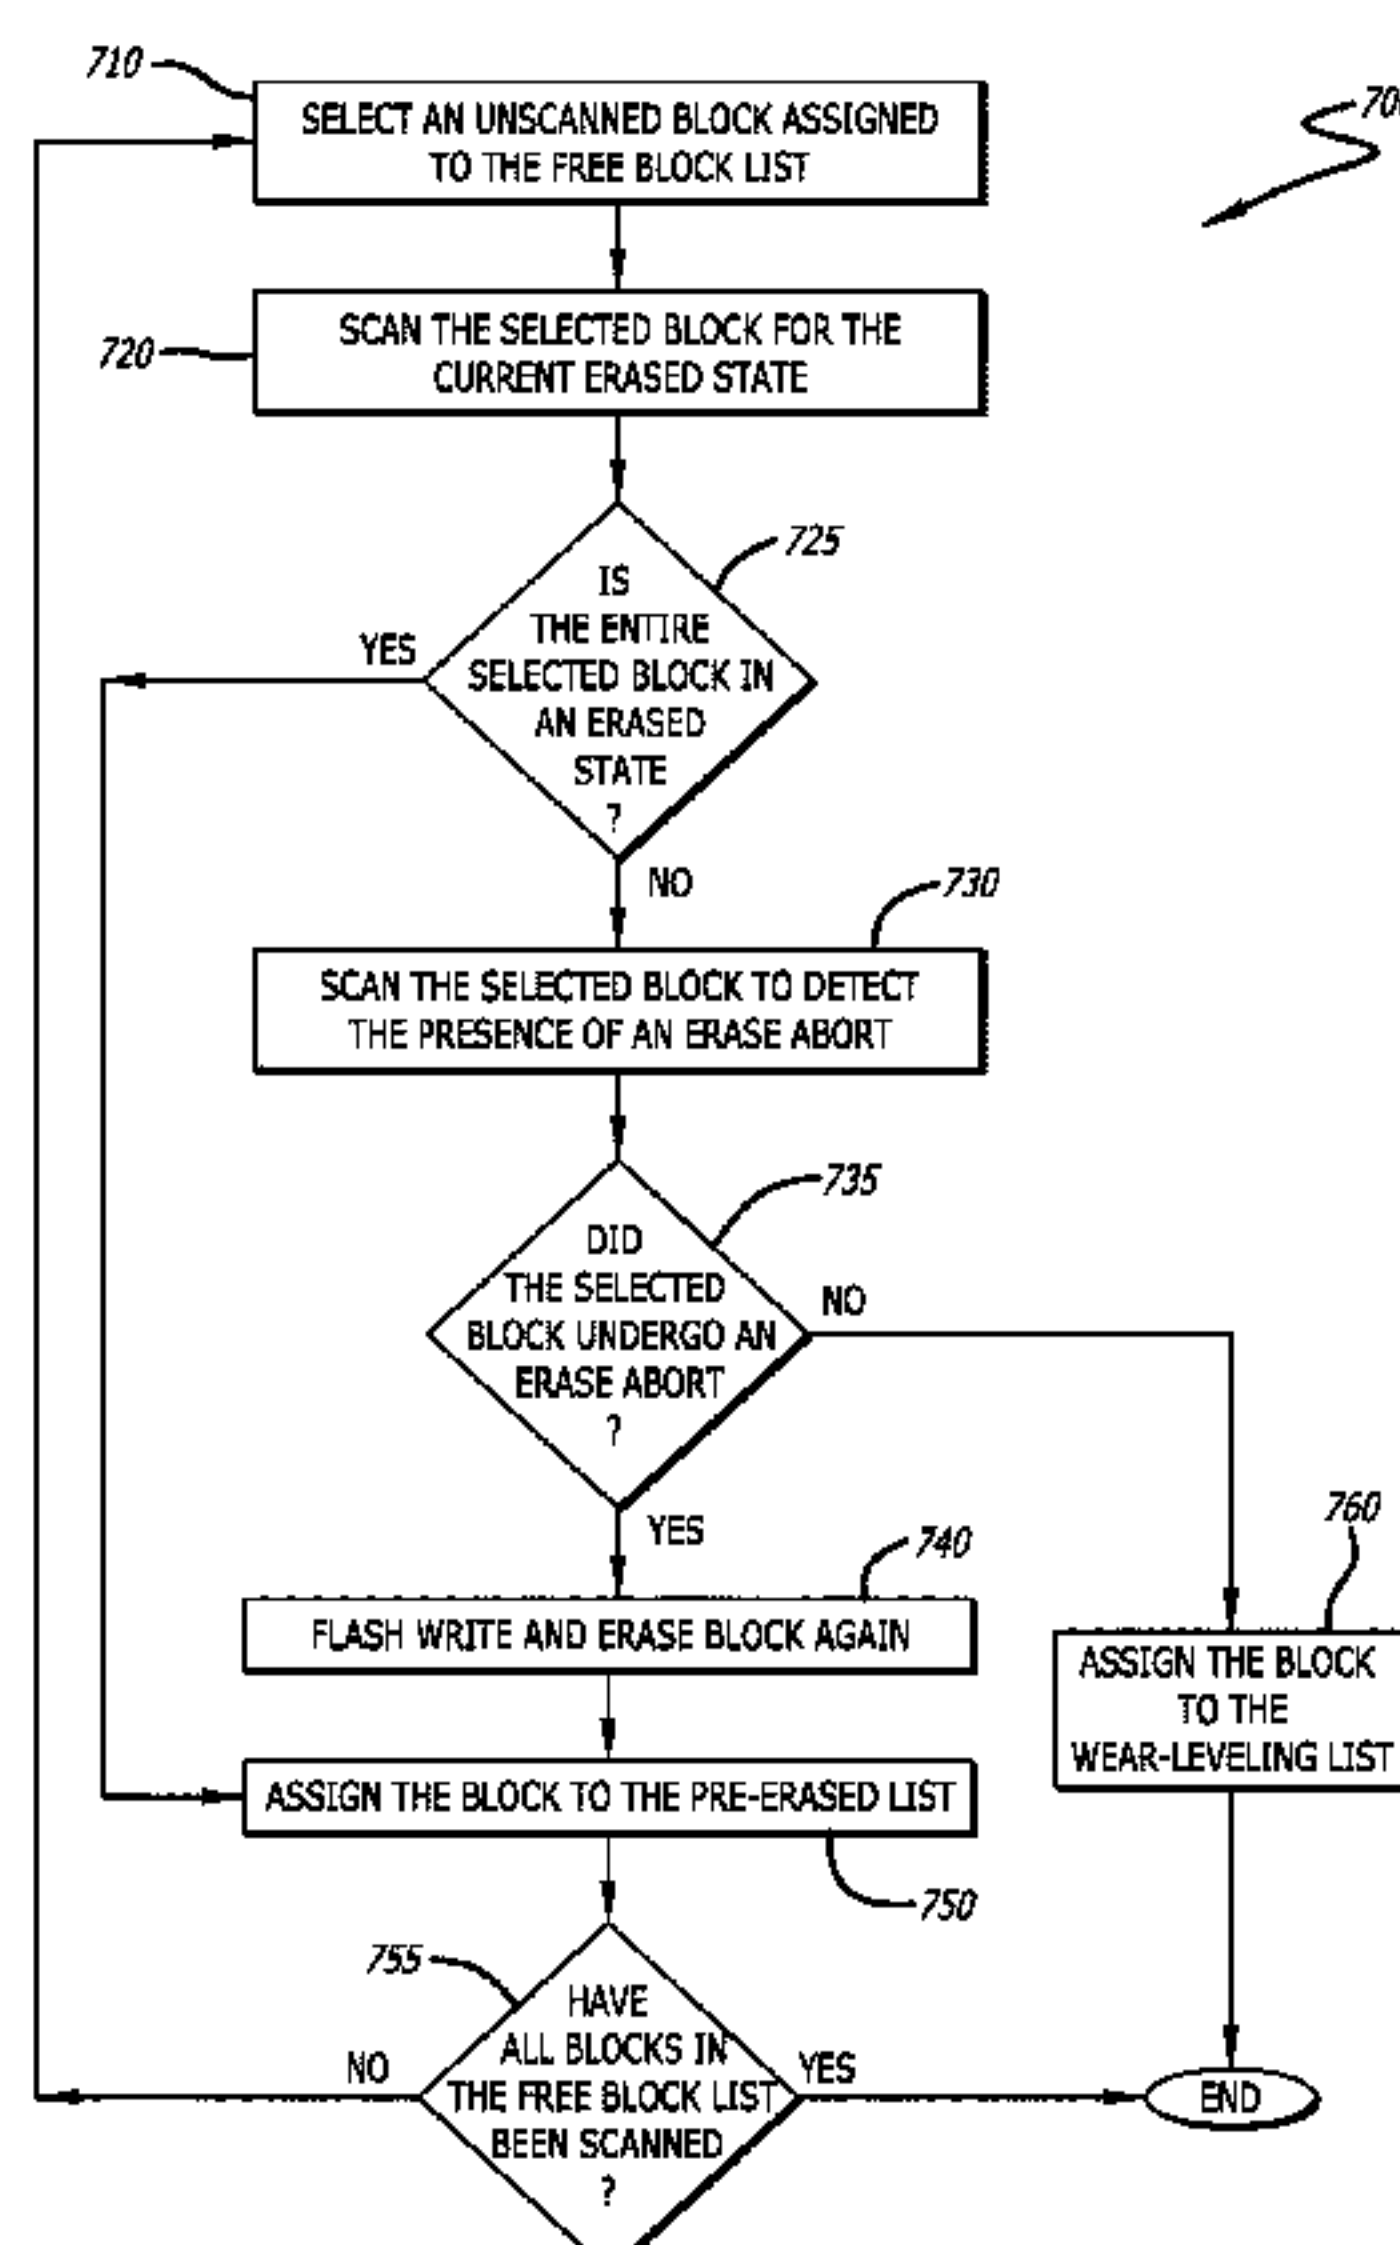 710
SELECT AN UNSCANNED BLOCK ASSIGNED
TO THE FREE BLOCK LIST
720
SCAN THE SELECTED BLOCK FOR THE
CURRENT ERASED STATE
725
IS
THE ENTIRE
SELECTED BLOCK IN
AN ERASED
STATE
?
YES
NO
730
SCAN THE SELECTED BLOCK TO DETECT
THE PRESENCE OF AN ERASE ABORT
735
DID
THE SELECTED
BLOCK UNDERGO AN
ERASE ABORT
?
NO
YES
740
FLASH WRITE AND ERASE BLOCK AGAIN
760
ASSIGN THE BLOCK
TO THE
WEAR-LEVELING LIST
ASSIGN THE BLOCK TO THE PRE-ERASED LIST
750
755
HAVE
ALL BLOCKS IN
THE FREE BLOCK LIST
BEEN SCANNED
?
NO
YES
END